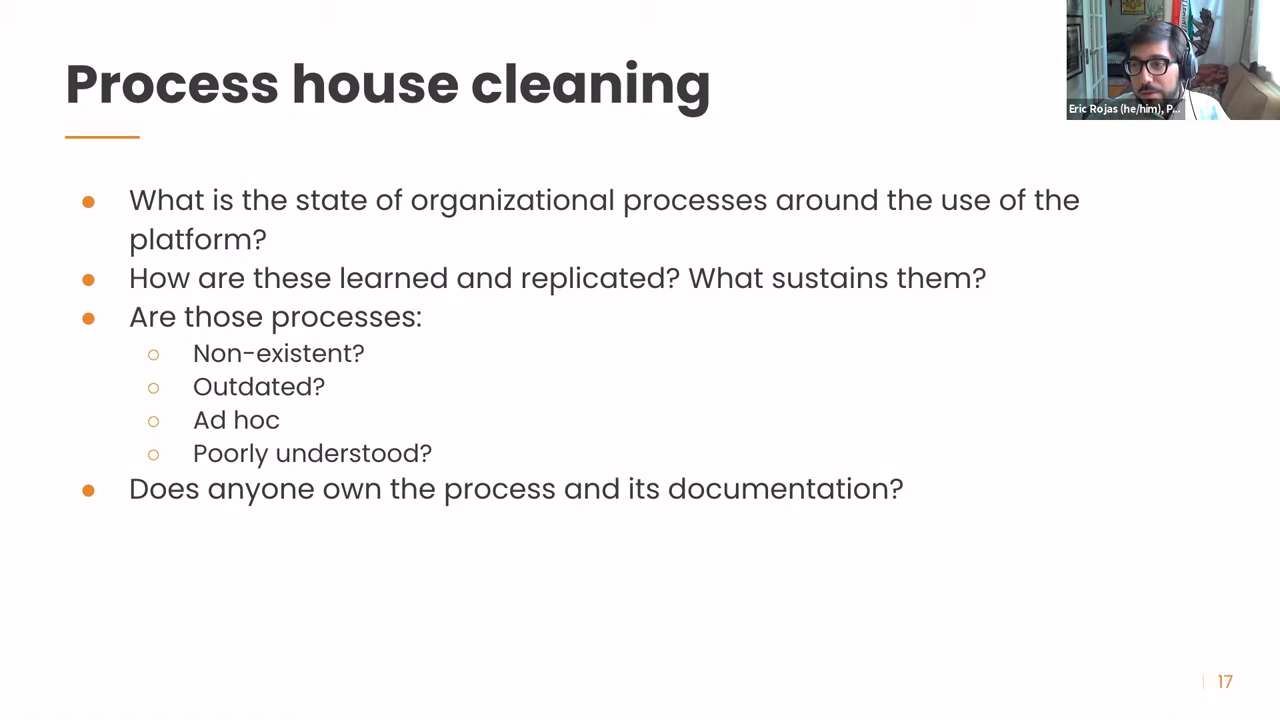 Process house cleaning
Eric Rojas (he/him), P...
● What is the state of organizational processes around the use of the
platform?
● How are these learned and replicated? What sustains them?
● Are those processes:
○ Non-existent?
○ Outdated?
○ Ad hoc
○ Poorly understood?
● Does anyone own the process and its documentation?
17